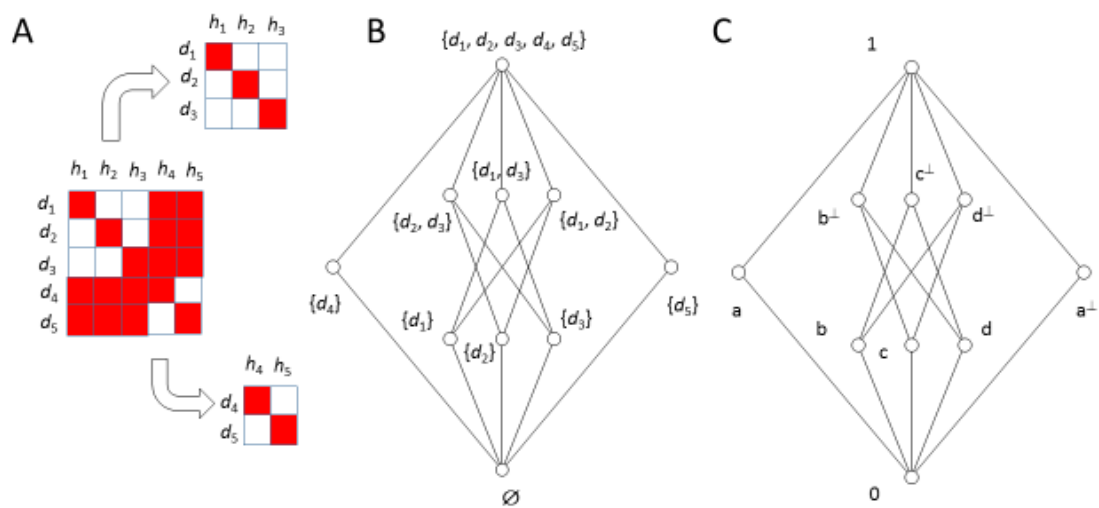 A
h₁ h₂ h₃
d₁
d₂
d₃
h₁ h₂ h₃ h₄ h₅
d₁
d₂
d₃
d₄
d₅
h₄ h₅
d₄
d₅
B
{d₁, d₂, d₃, d₄, d₅}
{d₁, d₃}
{d₂, d₃}
{d₁, d₂}
{d₄}
{d₅}
{d₁}
{d₃}
{d₂}
∅
C
1
c⊥
b⊥
d⊥
a
a⊥
b
d
c
0